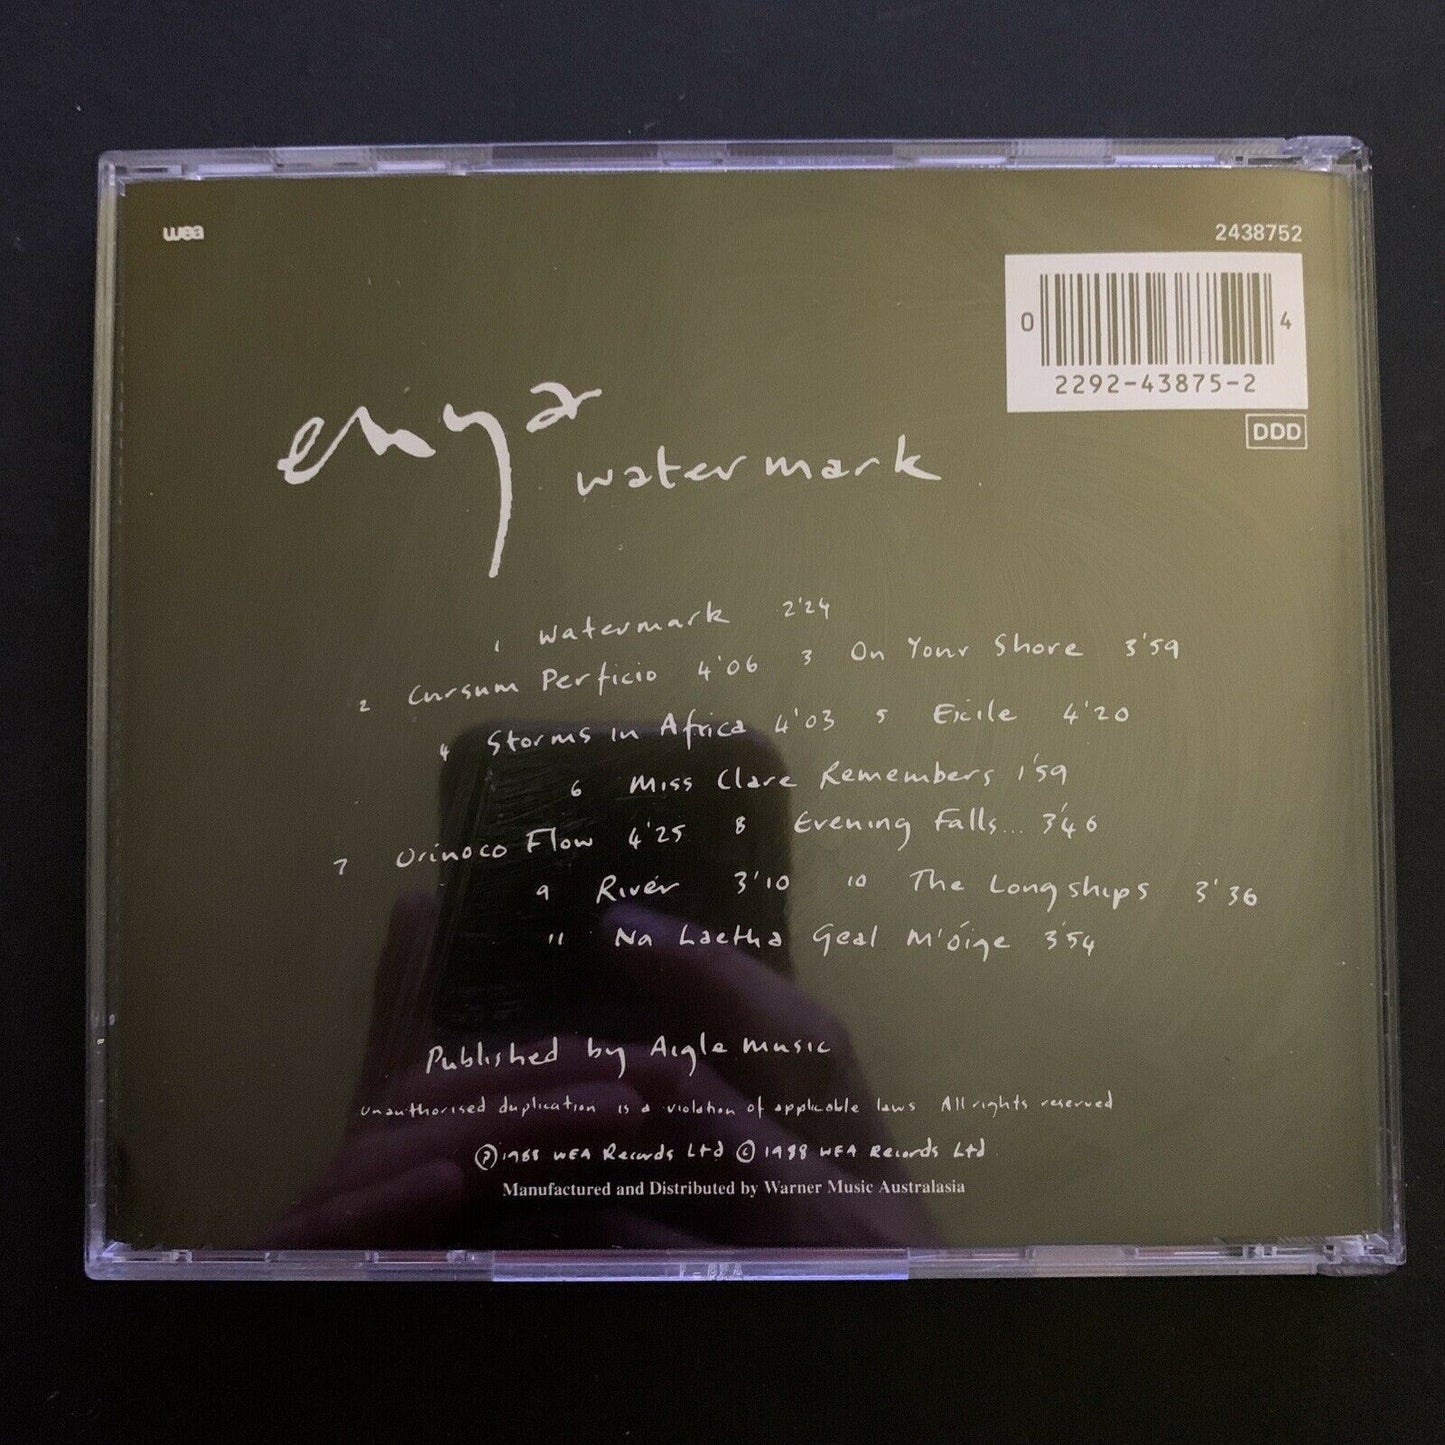 wea
2438752
0 2292-43875-2 4
DDD
enya
watermark
1 Watermark 2'24
2 Cursum Perficio 4'06 3 On Your Shore 3'59
4 Storms in Africa 4'03 5 Exile 4'20
6 Miss Clare Remembers 1'59
7 Orinoco Flow 4'25 8 Evening Falls... 3'46
9 River 3'10 10 The Longships 3'36
11 Na Laetha Geal M'óige 3'54
Published by Aigle Music
Unauthorised duplication is a violation of applicable laws All rights reserved
℗ 1988 WEA Records Ltd © 1988 WEA Records Ltd
Manufactured and Distributed by Warner Music Australasia